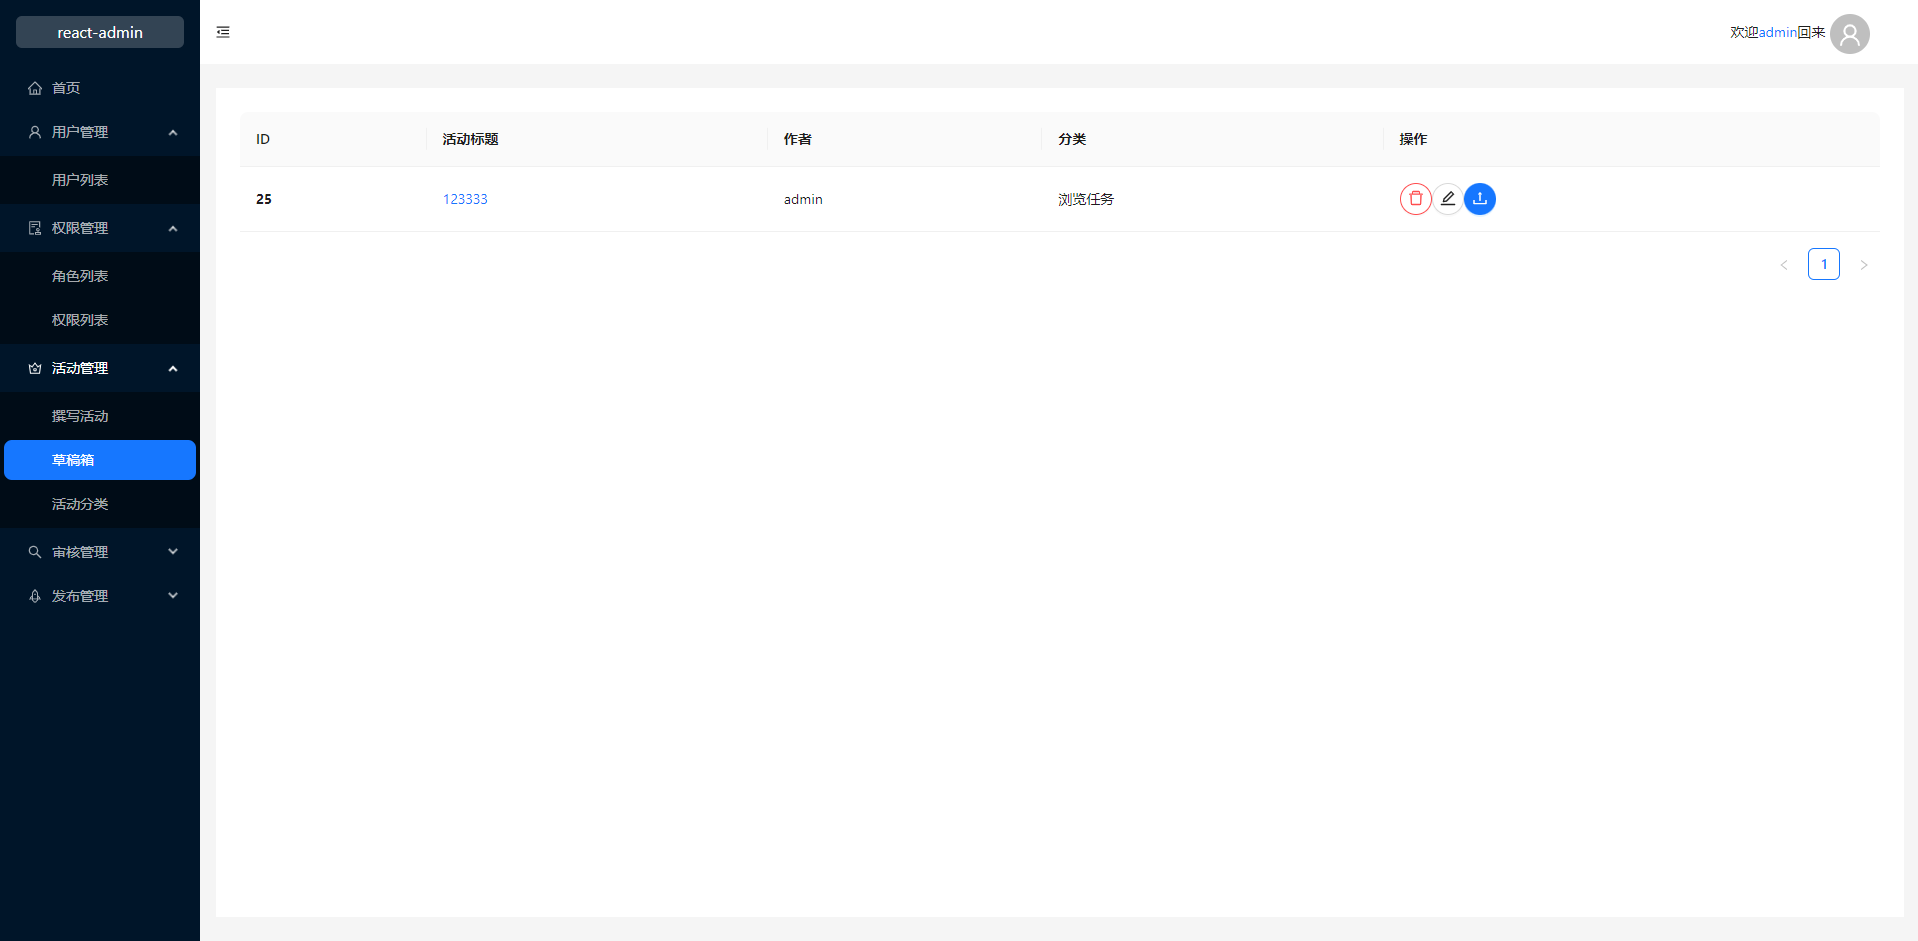 react-admin
首页
用户管理
用户列表
权限管理
角色列表
权限列表
活动管理
撰写活动
草稿箱
活动分类
审核管理
发布管理
欢迎admin回来
ID 活动标题 作者 分类 操作
25 123333 admin 浏览任务
1